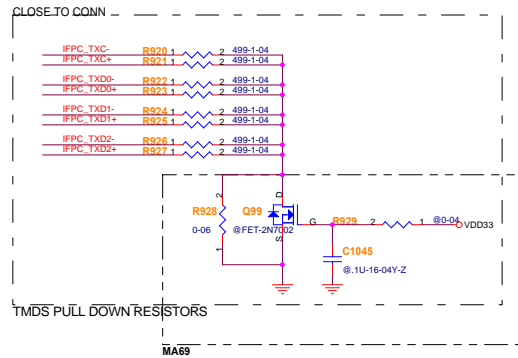 CLOSE TO CONN
IFPC_TXC- R920 1 2 499-1-04
IFPC_TXC+ R921 1 2 499-1-04
IFPC_TXD0- R922 1 2 499-1-04
IFPC_TXD0+ R923 1 2 499-1-04
IFPC_TXD1- R924 1 2 499-1-04
IFPC_TXD1+ R925 1 2 499-1-04
IFPC_TXD2- R926 1 2 499-1-04
IFPC_TXD2+ R927 1 2 499-1-04
2 D
R928 Q99 G R929 2 1 @0-04 VDD33
0-06 @FET-2N7002
1 S
C1045
@.1U-16-04Y-Z
TMDS PULL DOWN RESISTORS
MA69